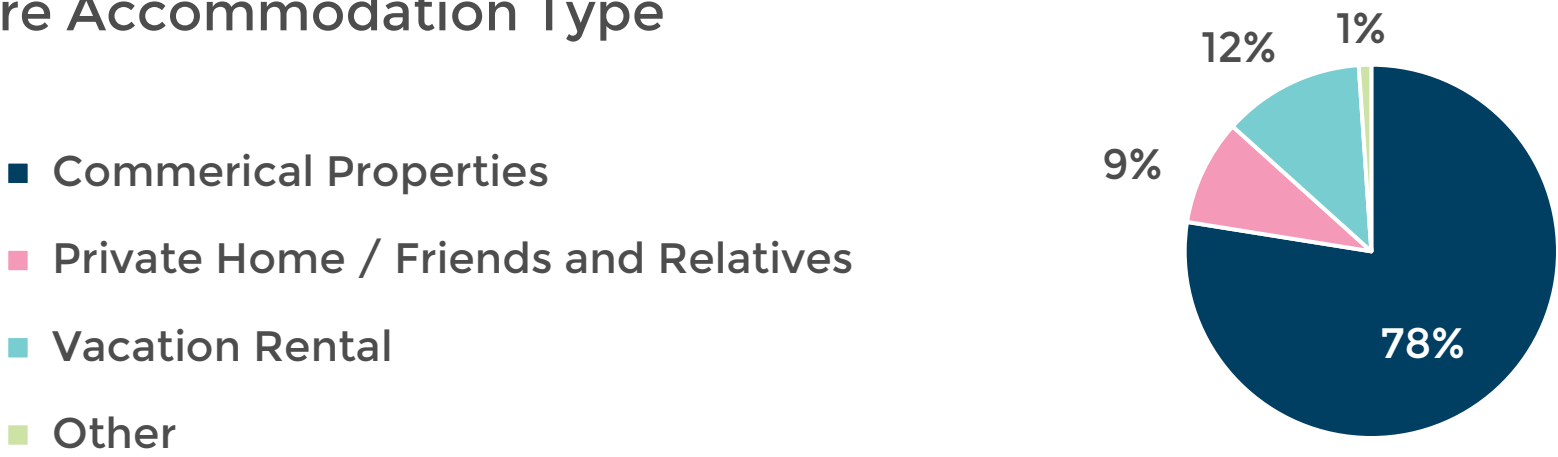 re Accommodation Type
1%
12%
9%
78%
Commerical Properties
Private Home / Friends and Relatives
Vacation Rental
Other